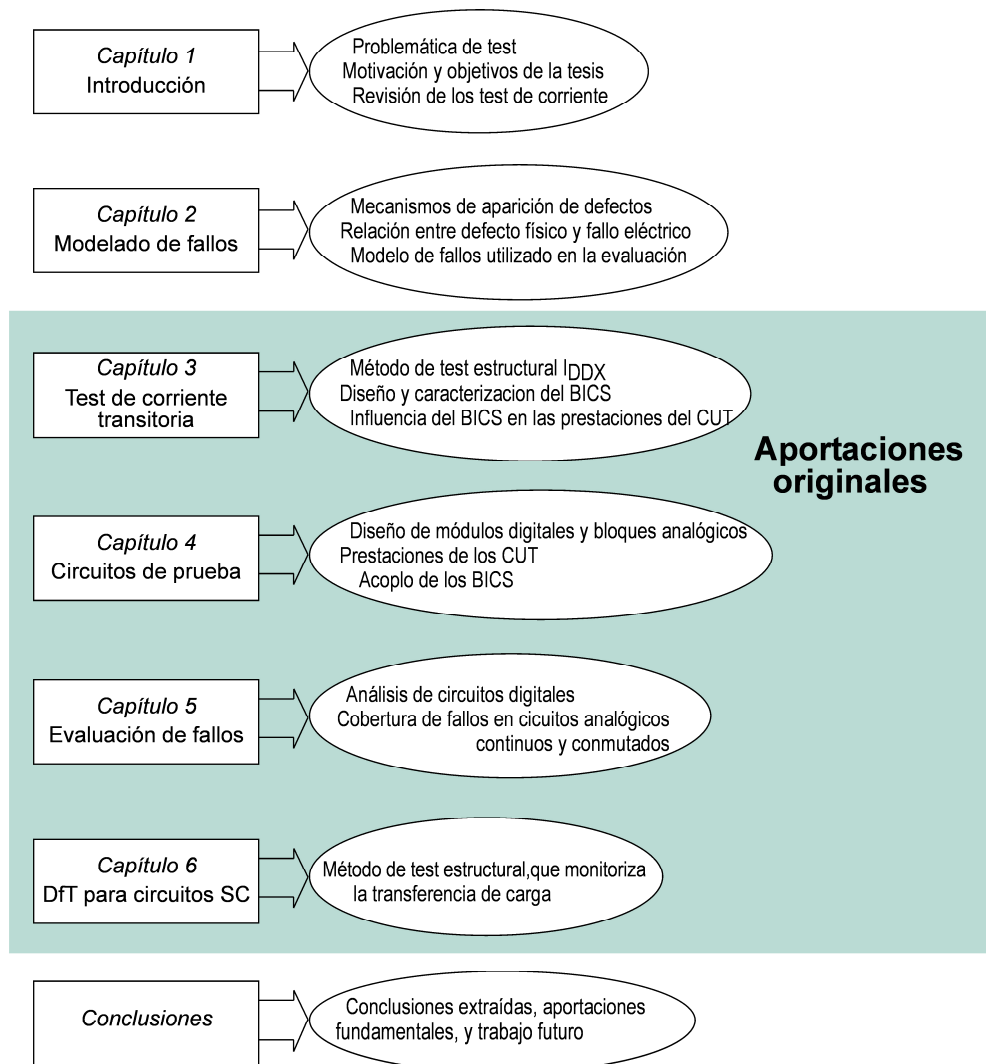 Capítulo 1
Introducción
Problemática de test
Motivación y objetivos de la tesis
Revisión de los test de corriente
Capítulo 2
Modelado de fallos
Mecanismos de aparición de defectos
Relación entre defecto físico y fallo eléctrico
Modelo de fallos utilizado en la evaluación
Capítulo 3
Test de corriente
transitoria
Método de test estructural IDDX
Diseño y caracterizacion del BICS
Influencia del BICS en las prestaciones del CUT
Aportaciones
originales
Capítulo 4
Circuitos de prueba
Diseño de módulos digitales y bloques analógicos
Prestaciones de los CUT
Acoplo de los BICS
Capítulo 5
Evaluación de fallos
Análisis de circuitos digitales
Cobertura de fallos en cicuitos analógicos
continuos y conmutados
Capítulo 6
DfT para circuitos SC
Método de test estructural,que monitoriza
la transferencia de carga
Conclusiones
Conclusiones extraídas, aportaciones
fundamentales, y trabajo futuro